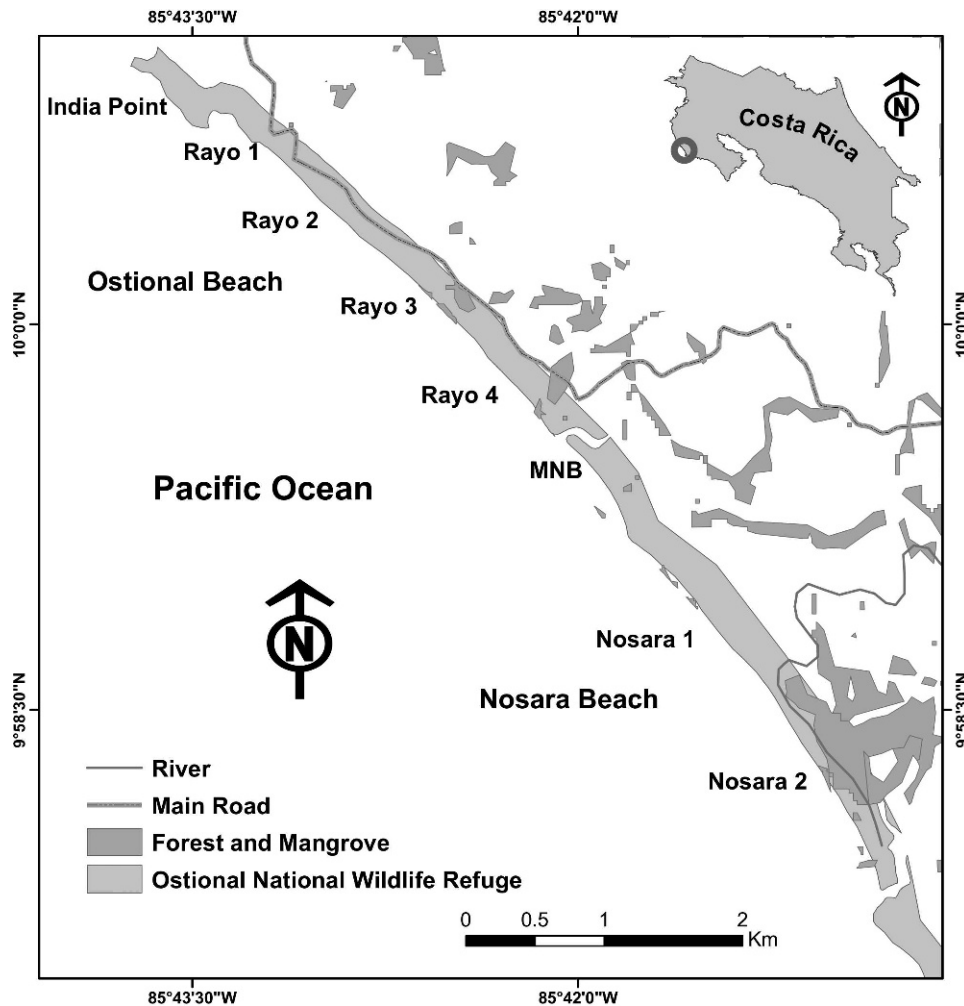 85°43'30"W
85°42'0"W
India Point
N
Costa Rica
Rayo 1
Rayo 2
Ostional Beach
Rayo 3
10°0'0"N
10°0'0"N
Rayo 4
MNB
Pacific Ocean
N
Nosara 1
Nosara Beach
9°58'30"N
9°58'30"N
Nosara 2
River
Main Road
Forest and Mangrove
Ostional National Wildlife Refuge
0 0.5 1 2
Km
85°43'30"W
85°42'0"W